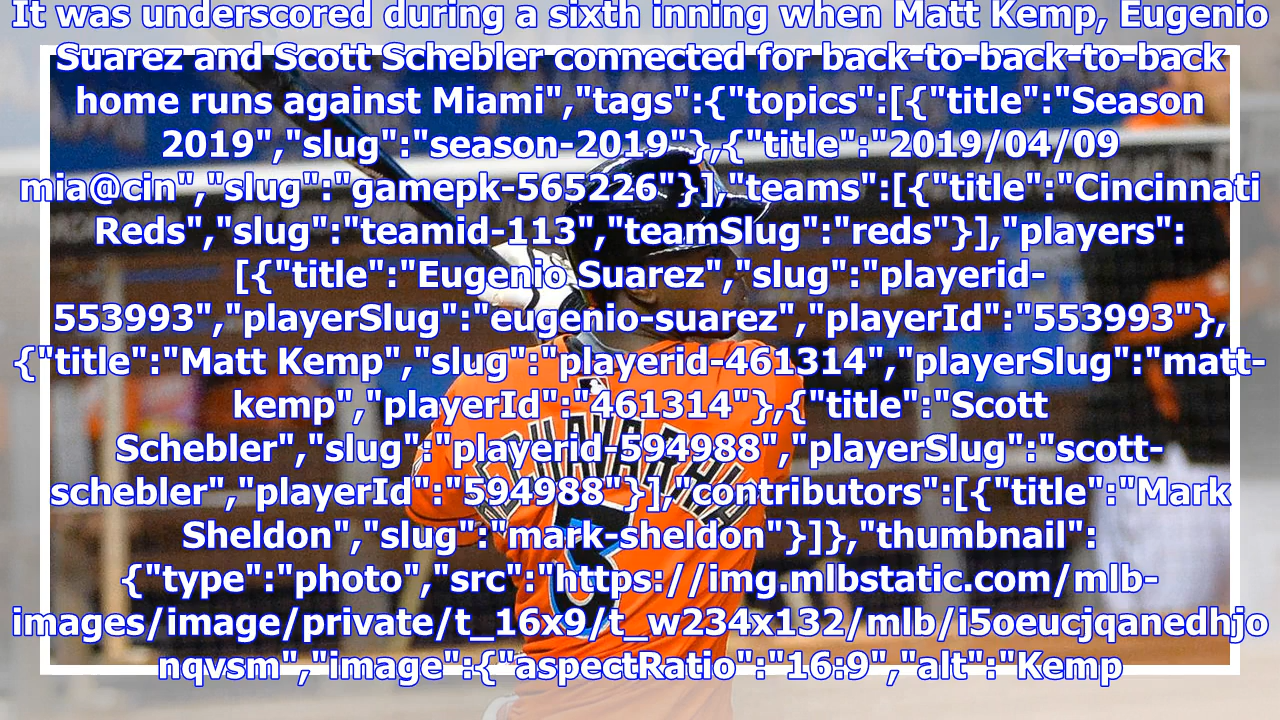 It was underscored during a sixth inning when Matt Kemp, Eugenio
Suarez and Scott Schebler connected for back-to-back-to-back
home runs against Miami","tags":{"topics":[{"title":"Season
2019","slug":"season-2019"},{"title":"2019/04/09
mia@cin","slug":"gamepk-565226"}],"teams":[{"title":"Cincinnati
Reds","slug":"teamid-113","teamSlug":"reds"}],"players":
[{"title":"Eugenio Suarez","slug":"playerid-
553993","playerSlug":"eugenio-suarez","playerId":"553993"},
{"title":"Matt Kemp","slug":"playerid-461314","playerSlug":"matt-
kemp","playerId":"461314"},{"title":"Scott
Schebler","slug":"playerid-594988","playerSlug":"scott-
schebler","playerId":"594988"}],"contributors":[{"title":"Mark
Sheldon","slug":"mark-sheldon"}]},"thumbnail":
{"type":"photo","src":"https://img.mlbstatic.com/mlb-
images/image/private/t_16x9/t_w234x132/mlb/i5oeucjqanedhjo
nqvsm","image":{"aspectRatio":"16:9","alt":"Kemp